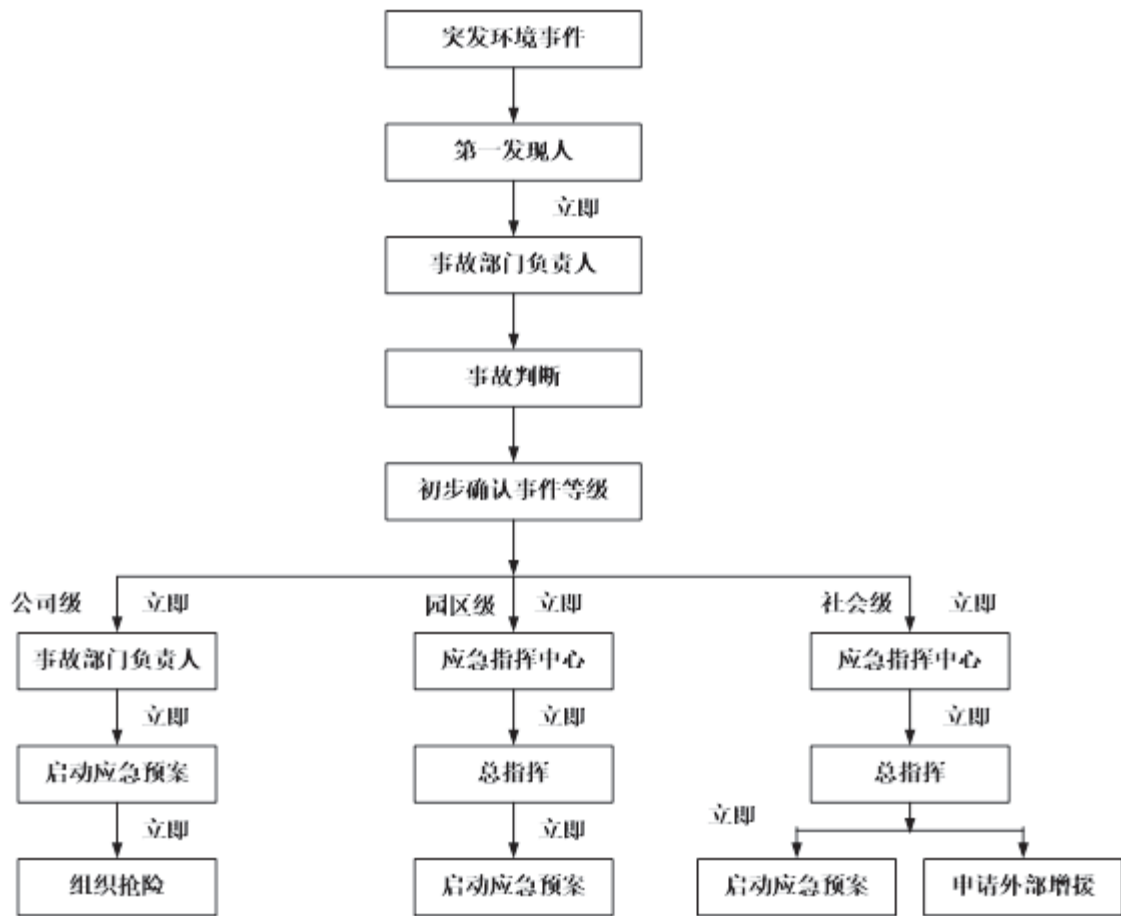 突发环境事件
第一发现人
立即
事故部门负责人
事故判断
初步确认事件等级
公司级 立即 园区级 立即 社会级 立即
事故部门负责人 应急指挥中心 应急指挥中心
立即 立即 立即
启动应急预案 总指挥 总指挥
立即 立即 立即
组织抢险 启动应急预案 启动应急预案 申请外部增援